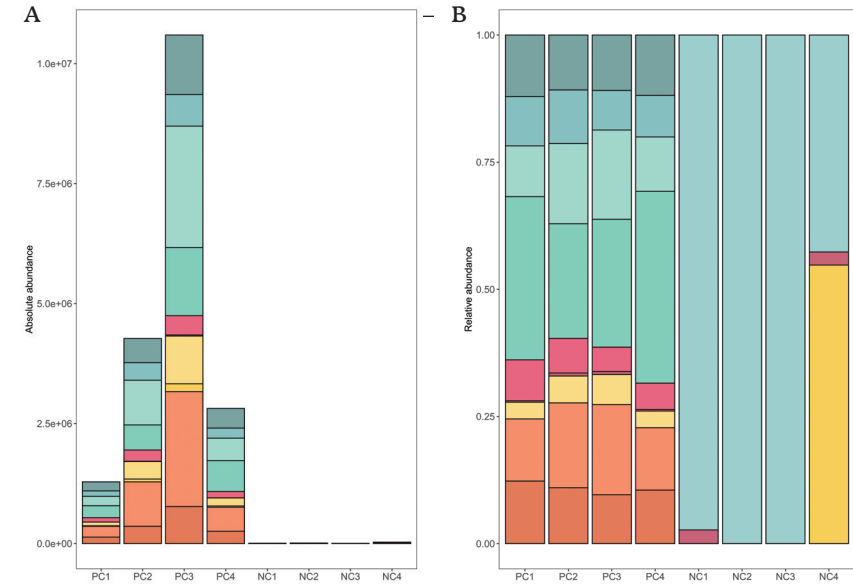 A
Absolute abundance
1.0e+07
7.5e+06
5.0e+06
2.5e+06
0.0e+00
PC1 PC2 PC3 PC4 NC1 NC2 NC3 NC4
B
Relative abundance
1.00
0.75
0.50
0.25
0.00
PC1 PC2 PC3 PC4 NC1 NC2 NC3 NC4